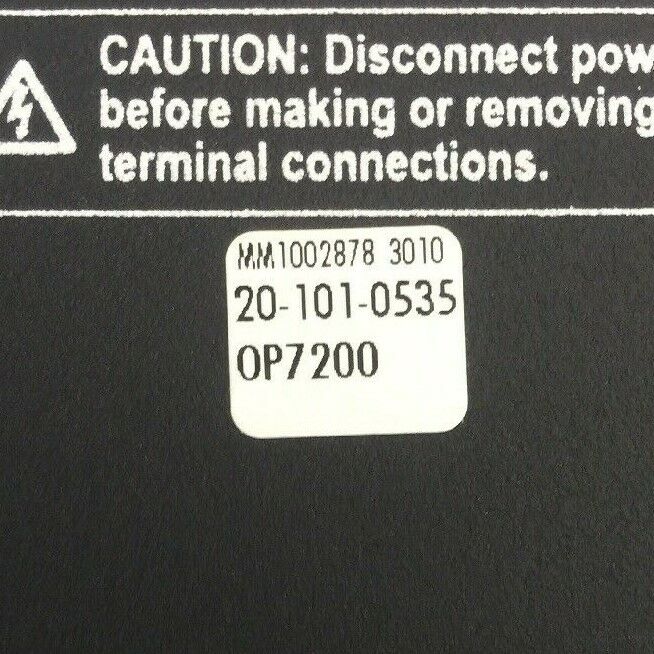 CAUTION: Disconnect pow
before making or removing
terminal connections.
MM1002878 3010
20-101-0535
OP7200